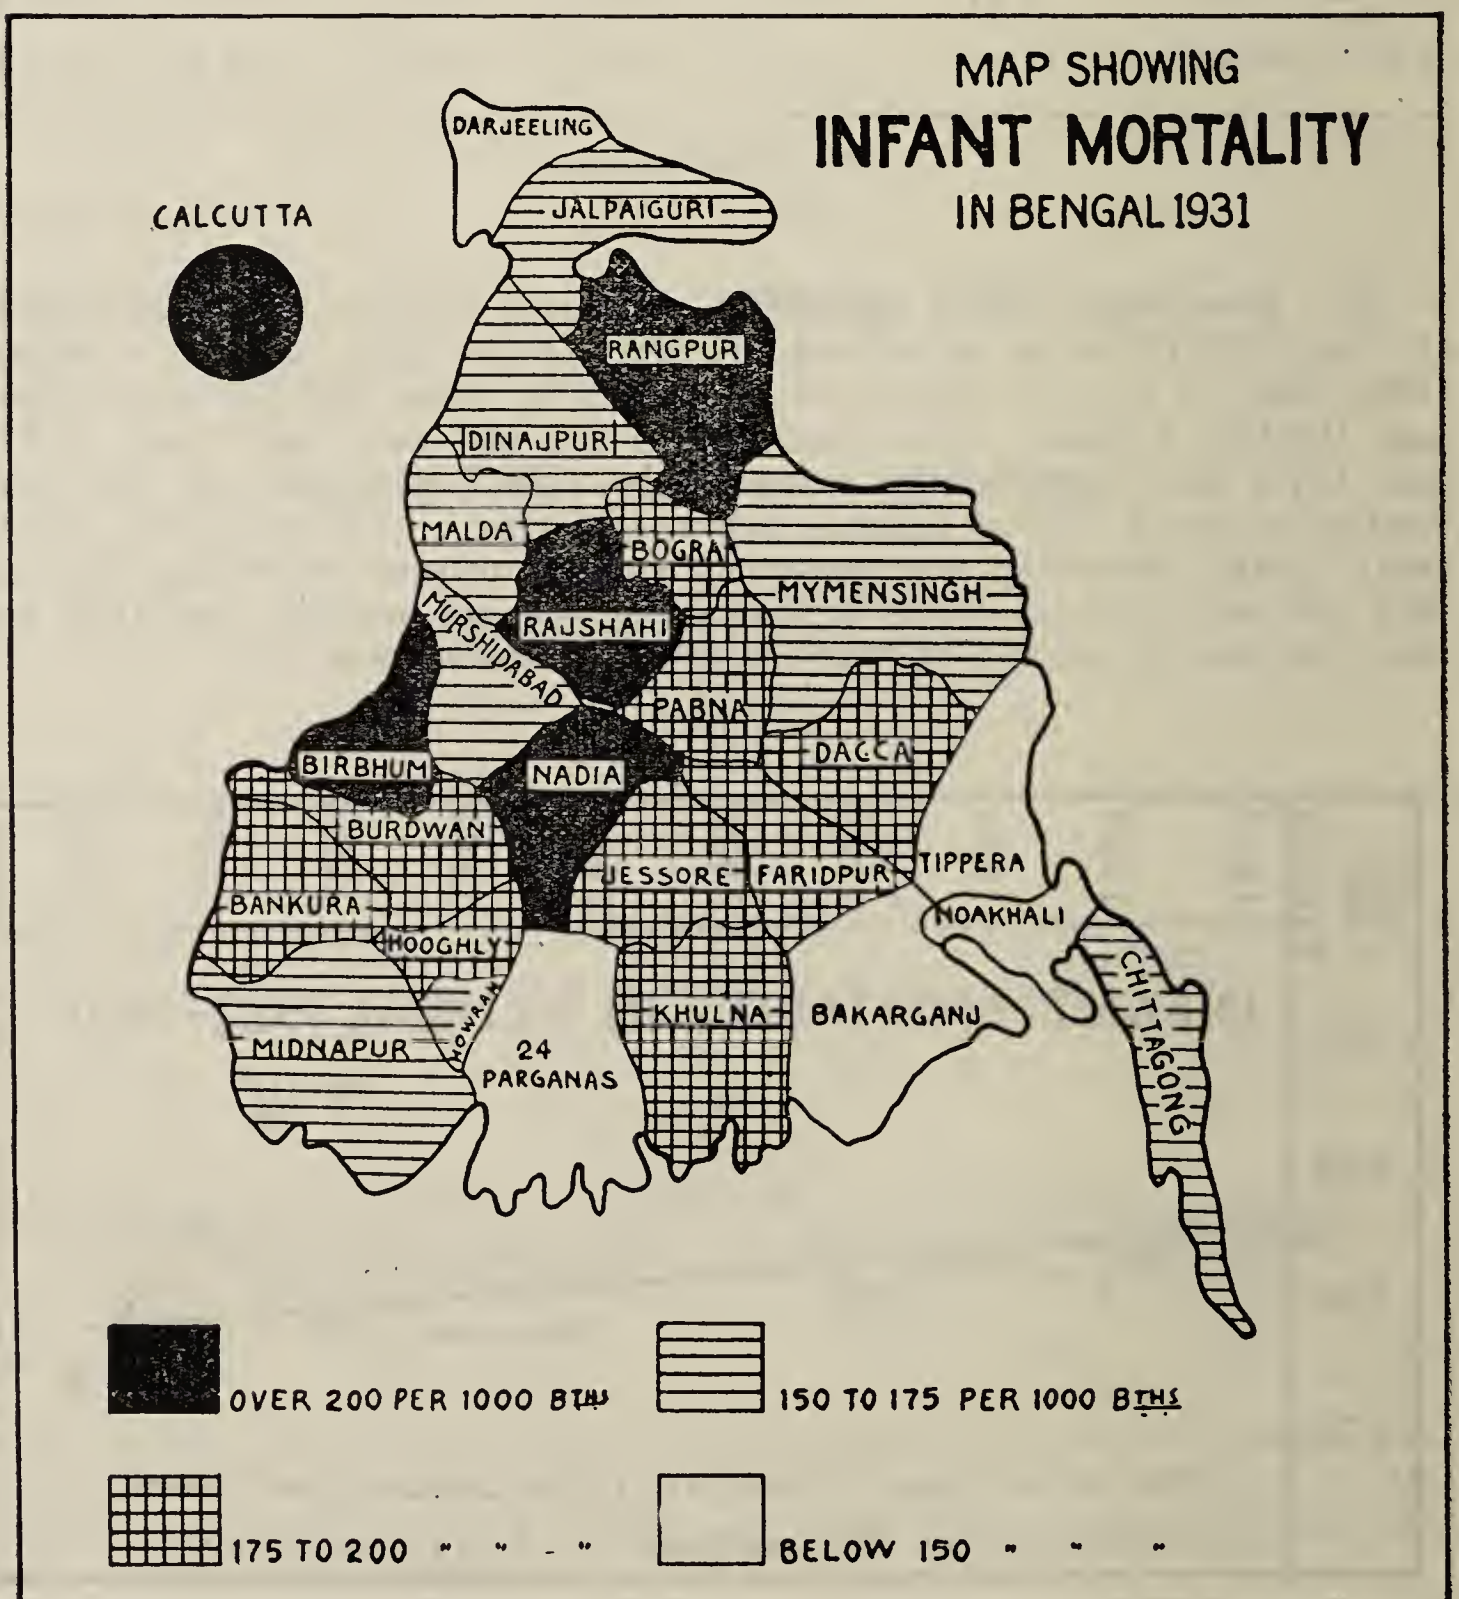 MAP SHOWING
INFANT MORTALITY
IN BENGAL 1931
CALCUTTA
DARJEELING
JALPAIGURI
RANGPUR
DINAJPUR
MALDA
BOGRA
MYMENSINGH
MURSHIDABAD
RAJSHAHI
PABNA
DACCA
BIRBHUM
NADIA
BURDWAN
JESSORE
FARIDPUR
TIPPERA
BANKURA
HOOGHLY
NOAKHALI
CHITTAGONG
HOWRAH
KHULNA
BAKARGANJ
MIDNAPUR
24
PARGANAS
OVER 200 PER 1000 BTHS
150 TO 175 PER 1000 BTHS
175 TO 200 " " - "
BELOW 150 " " "